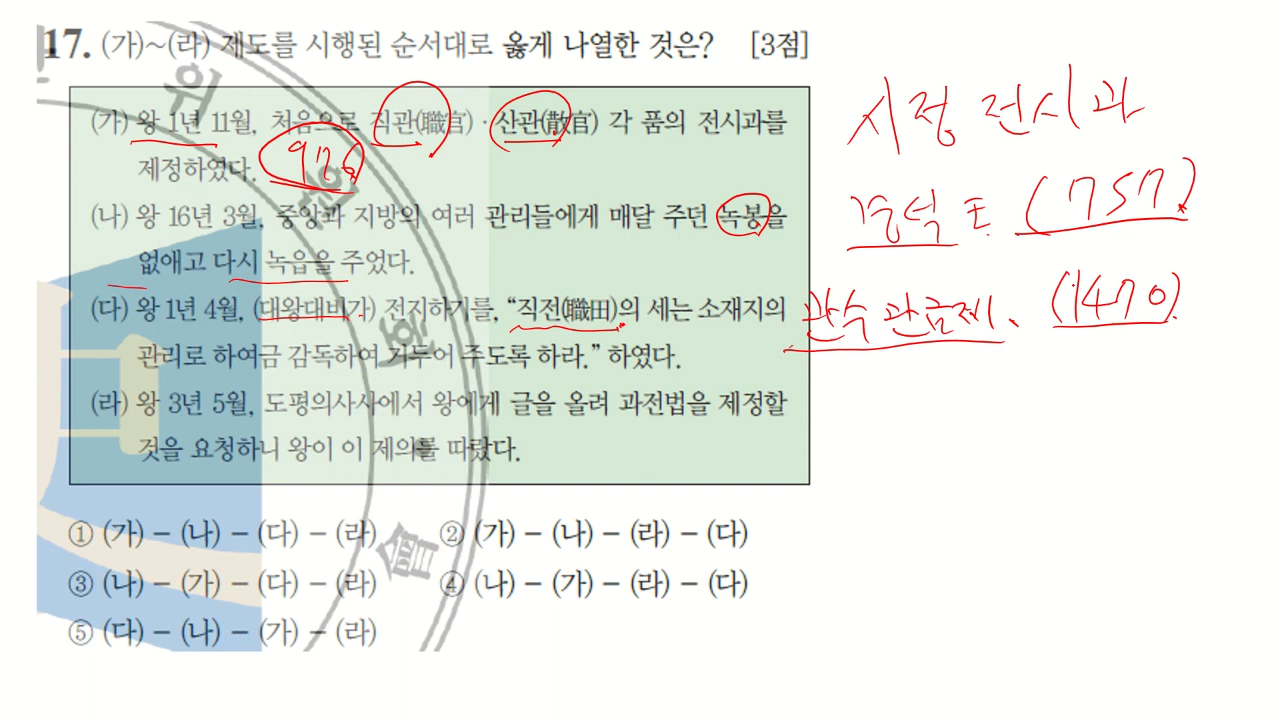 17. (가)~(라) 제도를 시행된 순서대로 옳게 나열한 것은? [3점]
(가) 왕 1년 11월, 처음으로 직관(職官)·산관(散官) 각 품의 전시과를
제정하였다.
976
(나) 왕 16년 3월, 중앙과 지방의 여러 관리들에게 매달 주던 녹봉을
없애고 다시 녹읍을 주었다.
(다) 왕 1년 4월, (대왕대비가) 전지하기를, “직전(職田)의 세는 소재지의
관리로 하여금 감독하여 거두어 주도록 하라.” 하였다.
(라) 왕 3년 5월, 도평의사사에서 왕에게 글을 올려 과전법을 제정할
것을 요청하니 왕이 이 제의를 따랐다.
시정 전시과
(757)
관수관급제, (1470)
① (가) – (나) – (다) – (라) ② (가) – (나) – (라) – (다)
③ (나) – (가) – (다) – (라) ④ (나) – (가) – (라) – (다)
⑤ (다) – (나) – (가) – (라)
위
원
회